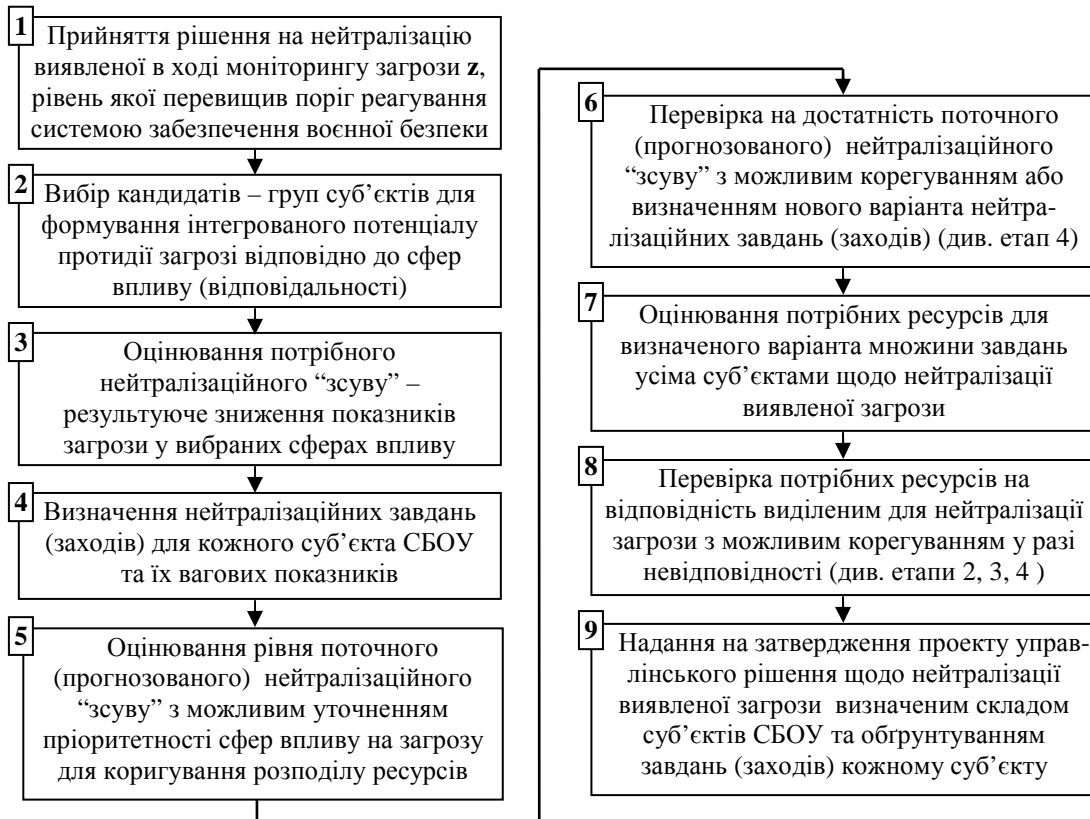 1
Прийняття рішення на нейтралізацію
виявленої в ході моніторингу загрози z,
рівень якої перевищив поріг реагування
системою забезпечення воєнної безпеки
2
Вибір кандидатів – груп суб’єктів для
формування інтегрованого потенціалу
протидії загрозі відповідно до сфер
впливу (відповідальності)
3
Оцінювання потрібного
нейтралізаційного “зсуву” –
результуюче зниження показників
загрози у вибраних сферах впливу
4
Визначення нейтралізаційних завдань
(заходів) для кожного суб’єкта СБОУ
та їх вагових показників
5
Оцінювання рівня поточного
(прогнозованого) нейтралізаційного
“зсуву” з можливим уточненням
пріоритетності сфер впливу на загрозу
для коригування розподілу ресурсів
6
Перевірка на достатність поточного
(прогнозованого) нейтралізаційного
“зсуву” з можливим корегуванням або
визначенням нового варіанта нейтра-
лізаційних завдань (заходів) (див. етап 4)
7
Оцінювання потрібних ресурсів для
визначеного варіанта множини завдань
усіма суб’єктами щодо нейтралізації
виявленої загрози
8
Перевірка потрібних ресурсів на
відповідність виділеним для нейтралізації
загрози з можливим корегуванням у разі
невідповідності (див. етапи 2, 3, 4 )
9
Надання на затвердження проекту управ-
лінського рішення щодо нейтралізації
виявленої загрози визначеним складом
суб’єктів СБОУ та обґрунтуванням
завдань (заходів) кожному суб’єкту